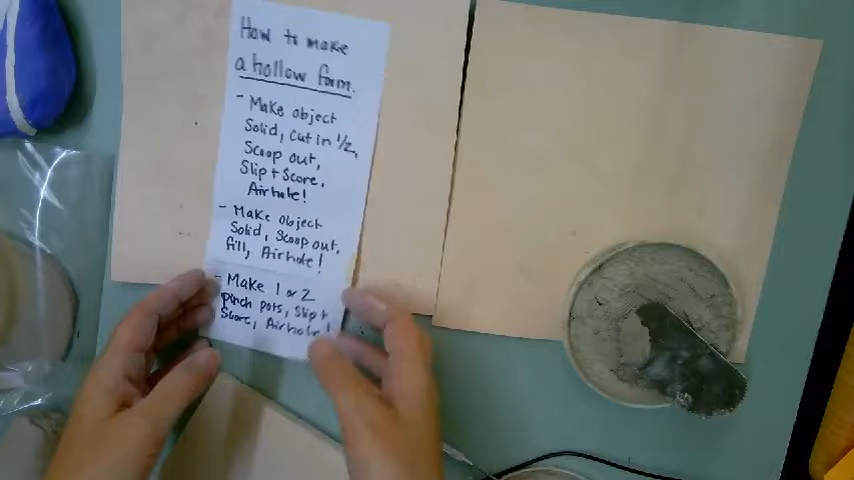 How to make
a hollow form.
- Make object
Solid, Cut in 1/2,
Scoop out,
Slip + Score,
Airhole!
- Make object
Solid, Scoop out,
fill, Airhole!
- Make 1 or 2
pinch pots, Slip +
Score, Airhole!